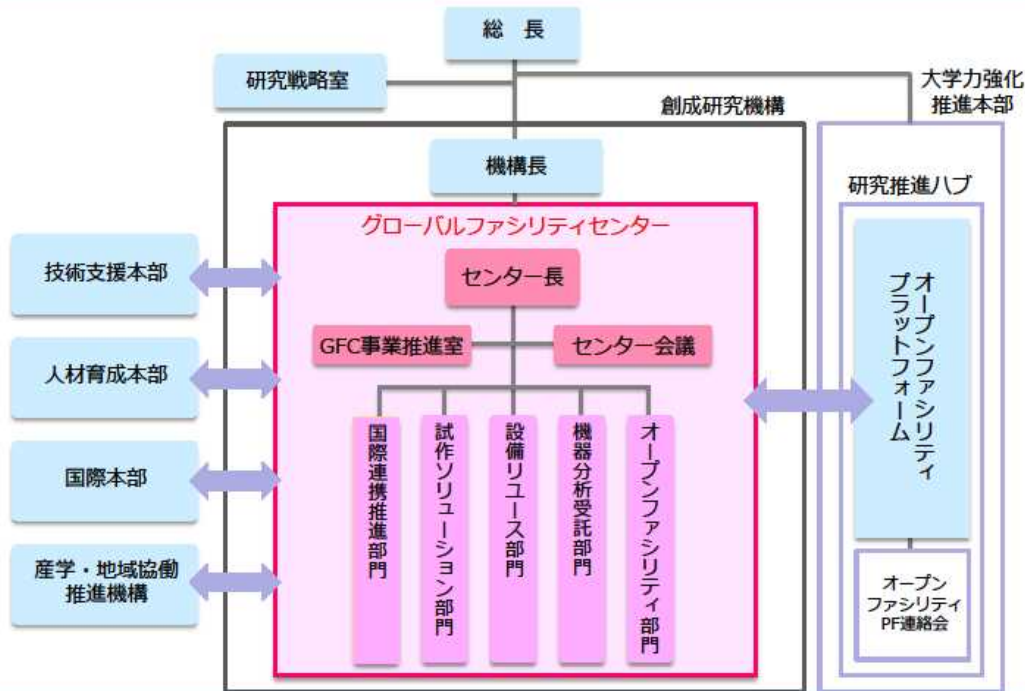 総　長
研究戦略室
大学力強化
推進本部
創成研究機構
機構長
研究推進ハブ
グローバルファシリティセンター
技術支援本部
人材育成本部
国際本部
産学・地域協働
推進機構
センター長
GFC事業推進室
センター会議
国際連携推進部門
試作ソリューション部門
設備リユース部門
機器分析受託部門
オープンファシリティ部門
オープンファシリティ
プラットフォーム
オープン
ファシリティ
PF連絡会